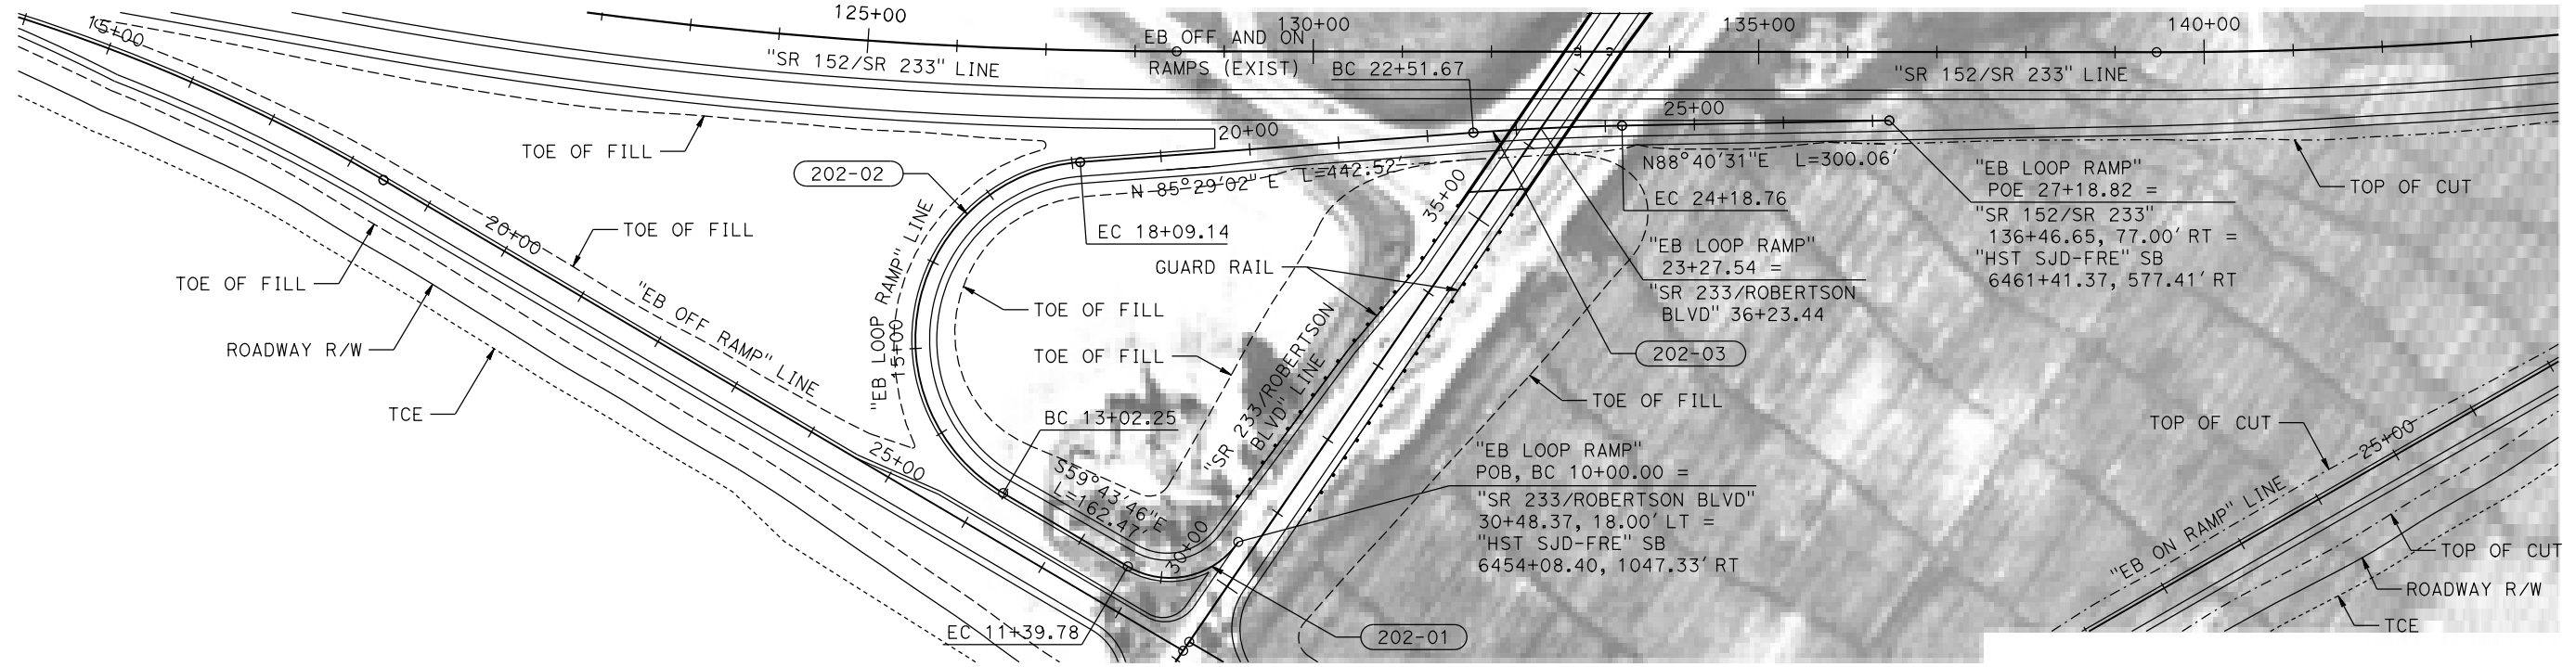 125+00
130+00
135+00
140+00
15+00
"SR 152/SR 233" LINE
EB OFF AND ON
RAMPS (EXIST)
BC 22+51.67
"SR 152/SR 233" LINE
25+00
20+00
TOE OF FILL
202-02
N 85°29'02" E L=442.52'
N88°40'31"E L=300.06'
EC 24+18.76
"EB LOOP RAMP"
POE 27+18.82 =
"SR 152/SR 233"
136+46.65, 77.00' RT =
"HST SJD-FRE" SB
6461+41.37, 577.41' RT
TOP OF CUT
35+00
20+00
TOE OF FILL
EC 18+09.14
GUARD RAIL
"EB LOOP RAMP"
23+27.54 =
"SR 233/ROBERTSON
BLVD" 36+23.44
TOE OF FILL
"EB OFF RAMP" LINE
"EB LOOP RAMP" LINE
15+00
TOE OF FILL
TOE OF FILL
"SR 233/ROBERTSON
BLVD" LINE
202-03
ROADWAY R/W
TCE
TOE OF FILL
BC 13+02.25
25+00
S59°43'46"E
L=162.47'
"EB LOOP RAMP"
POB, BC 10+00.00 =
"SR 233/ROBERTSON BLVD"
30+48.37, 18.00' LT =
"HST SJD-FRE" SB
6454+08.40, 1047.33' RT
30+00
TOP OF CUT
25+00
"EB ON RAMP" LINE
TOP OF CUT
ROADWAY R/W
TCE
EC 11+39.78
202-01